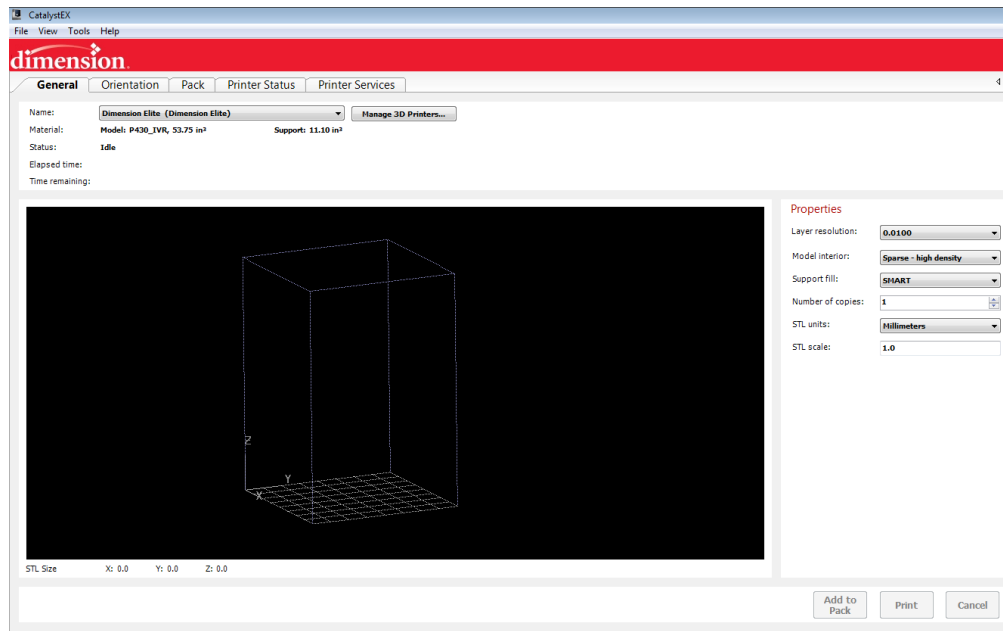 CatalystEX
File View Tools Help
dimension.
General Orientation Pack Printer Status Printer Services
Name: Dimension Elite (Dimension Elite) Manage 3D Printers...
Material: Model: P430_IVR, 53.75 in³ Support: 11.10 in³
Status: Idle
Elapsed time:
Time remaining:
Properties
Layer resolution: 0.0100
Model interior: Sparse - high density
Support fill: SMART
Number of copies: 1
STL units: Millimeters
STL scale: 1.0
Z
Y
X
STL Size X: 0.0 Y: 0.0 Z: 0.0
Add to Pack Print Cancel